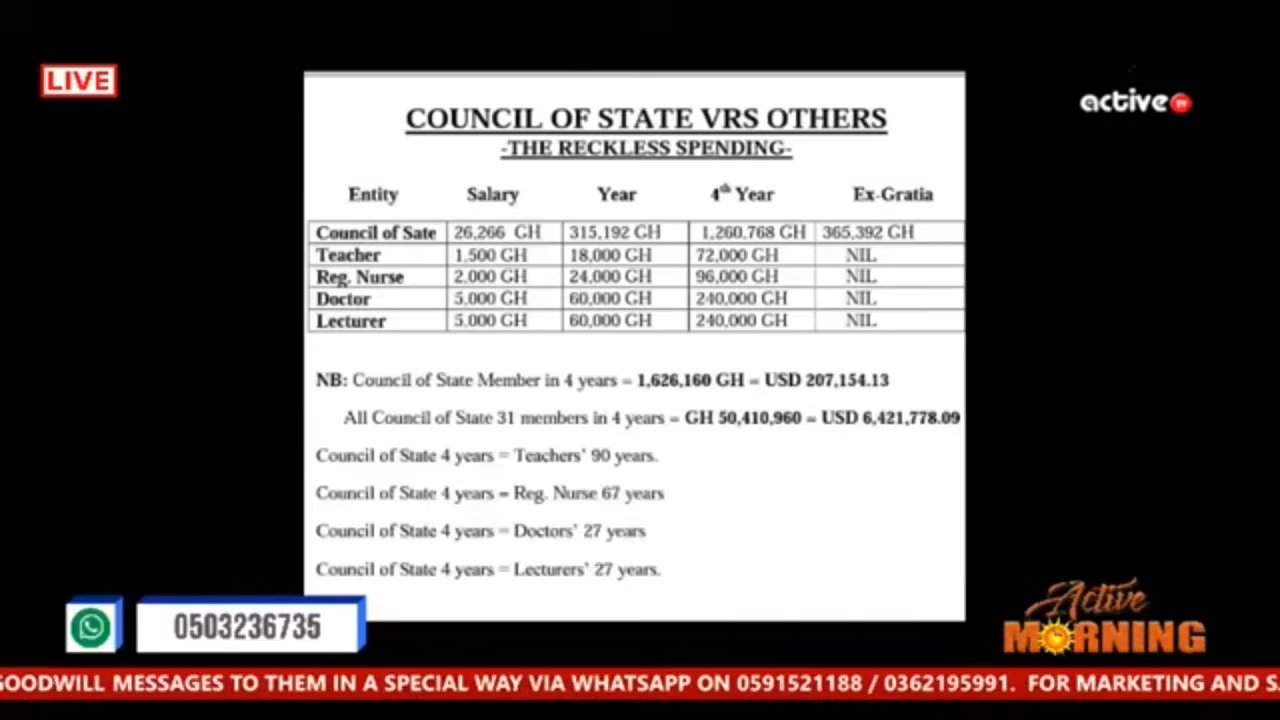 LIVE
active TV
COUNCIL OF STATE VRS OTHERS
-THE RECKLESS SPENDING-
Entity Salary Year 4th Year Ex-Gratia
Council of Sate 26,266 GH 315,192 GH 1,260,768 GH 365,392 GH
Teacher 1,500 GH 18,000 GH 72,000 GH NIL
Reg. Nurse 2,000 GH 24,000 GH 96,000 GH NIL
Doctor 5,000 GH 60,000 GH 240,000 GH NIL
Lecturer 5,000 GH 60,000 GH 240,000 GH NIL
NB: Council of State Member in 4 years = 1,626,160 GH = USD 207,154.13
All Council of State 31 members in 4 years = GH 50,410,960 = USD 6,421,778.09
Council of State 4 years = Teachers' 90 years.
Council of State 4 years = Reg. Nurse 67 years
Council of State 4 years = Doctors' 27 years
Council of State 4 years = Lecturers' 27 years.
0503236735
Active
MORNING
GOODWILL MESSAGES TO THEM IN A SPECIAL WAY VIA WHATSAPP ON 0591521188 / 0362195991. FOR MARKETING AND